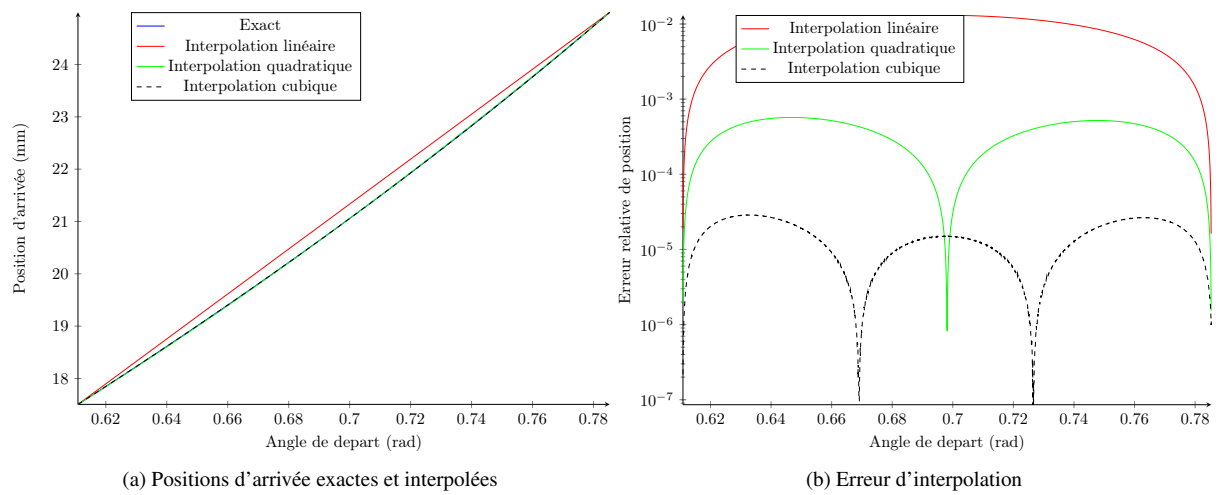 Exact
Interpolation linéaire
Interpolation quadratique
Interpolation cubique
24
23
22
21
20
19
18
Position d'arrivée (mm)
0.62 0.64 0.66 0.68 0.7 0.72 0.74 0.76 0.78
Angle de depart (rad)
(a) Positions d'arrivée exactes et interpolées
Interpolation linéaire
Interpolation quadratique
Interpolation cubique
10^-2
10^-3
10^-4
10^-5
10^-6
10^-7
Erreur relative de position
0.62 0.64 0.66 0.68 0.7 0.72 0.74 0.76 0.78
Angle de depart (rad)
(b) Erreur d'interpolation